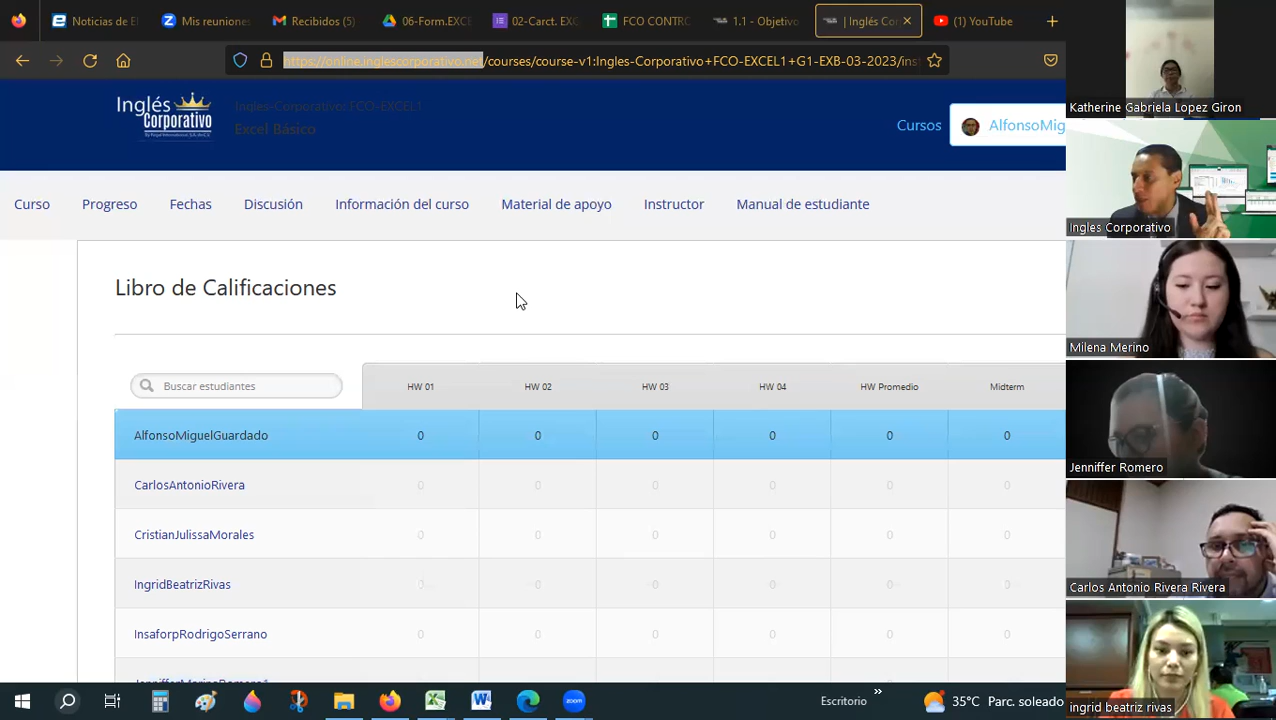 Noticias de E
Mis reunione
Recibidos (5)
06-Form.EXCE
02-Carct. EXC
FCO CONTRC
1.1 - Objetivo
| Inglés Cor
(1) YouTube
https://online.inglescorporativo.net/courses/course-v1:Ingles-Corporativo+FCO-EXCEL1+G1-EXB-03-2023/inst
Inglés
Corporativo
Ingles-Corporativo: FCO-EXCEL1
Excel Básico
Cursos
AlfonsoMig
Curso
Progreso
Fechas
Discusión
Información del curso
Material de apoyo
Instructor
Manual de estudiante
Libro de Calificaciones
Buscar estudiantes
HW 01
HW 02
HW 03
HW 04
HW Promedio
Midterm
AlfonsoMiguelGuardado
0
0
0
0
0
0
CarlosAntonioRivera
0
0
0
0
0
0
CristianJulissaMorales
0
0
0
0
0
0
IngridBeatrizRivas
0
0
0
0
0
0
InsaforpRodrigoSerrano
0
0
0
0
0
0
Escritorio
35°C Parc. soleado
Katherine Gabriela Lopez Giron
Ingles Corporativo
Milena Merino
Jenniffer Romero
Carlos Antonio Rivera Rivera
ingrid beatriz rivas